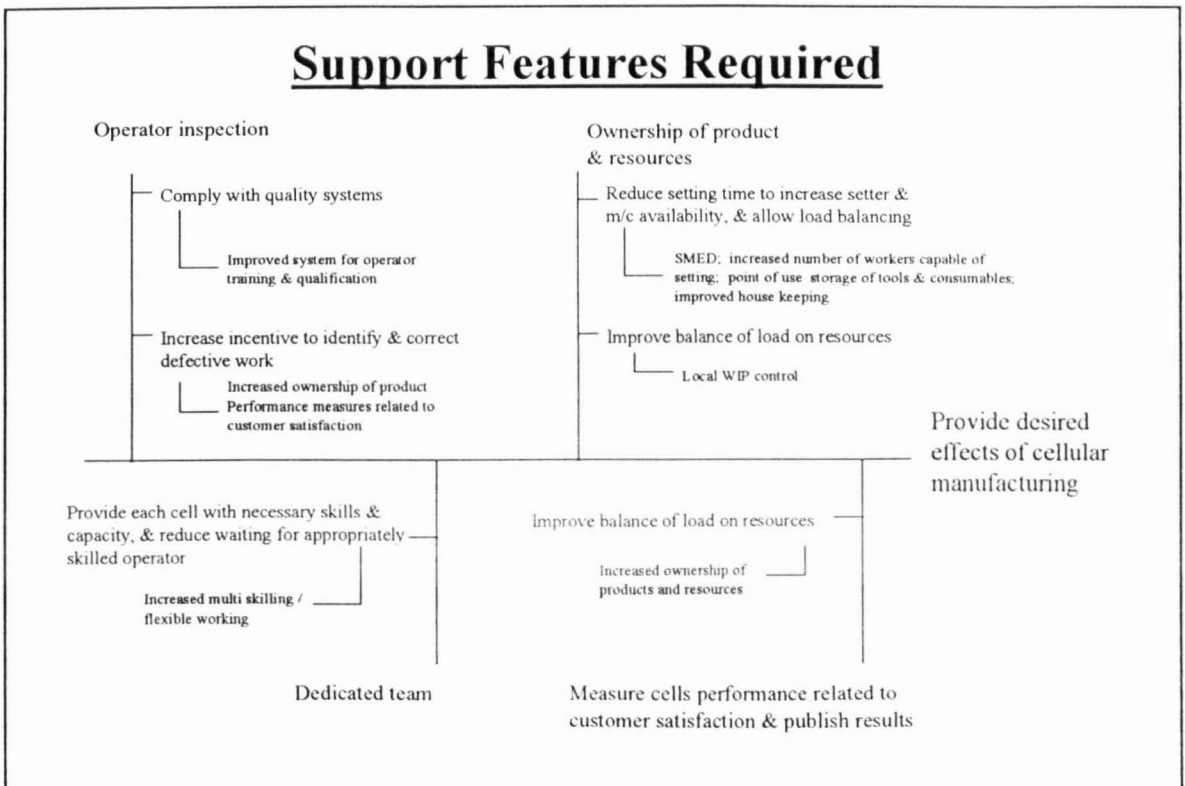 Support Features Required
Operator inspection
Comply with quality systems
Improved system for operator
training & qualification
Increase incentive to identify & correct
defective work
Increased ownership of product
Performance measures related to
customer satisfaction
Ownership of product
& resources
Reduce setting time to increase setter &
m/c availability, & allow load balancing
SMED; increased number of workers capable of
setting; point of use storage of tools & consumables;
improved house keeping
Improve balance of load on resources
Local WIP control
Provide desired
effects of cellular
manufacturing
Provide each cell with necessary skills &
capacity, & reduce waiting for appropriately
skilled operator
Increased multi skilling /
flexible working
Dedicated team
Improve balance of load on resources
Increased ownership of
products and resources
Measure cells performance related to
customer satisfaction & publish results